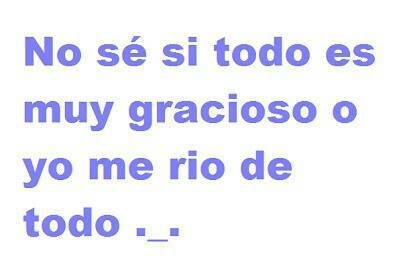 No sé si todo es
muy gracioso o
yo me rio de
todo ._.